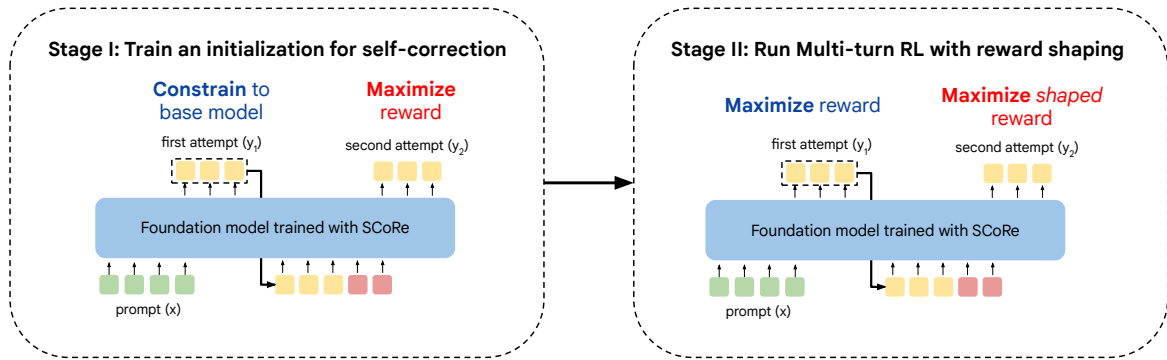 Stage I: Train an initialization for self-correction
Constrain to
base model
Maximize
reward
first attempt (y₁)
second attempt (y₂)
Foundation model trained with SCoRe
prompt (x)
Stage II: Run Multi-turn RL with reward shaping
Maximize reward
Maximize shaped
reward
first attempt (y₁)
second attempt (y₂)
Foundation model trained with SCoRe
prompt (x)